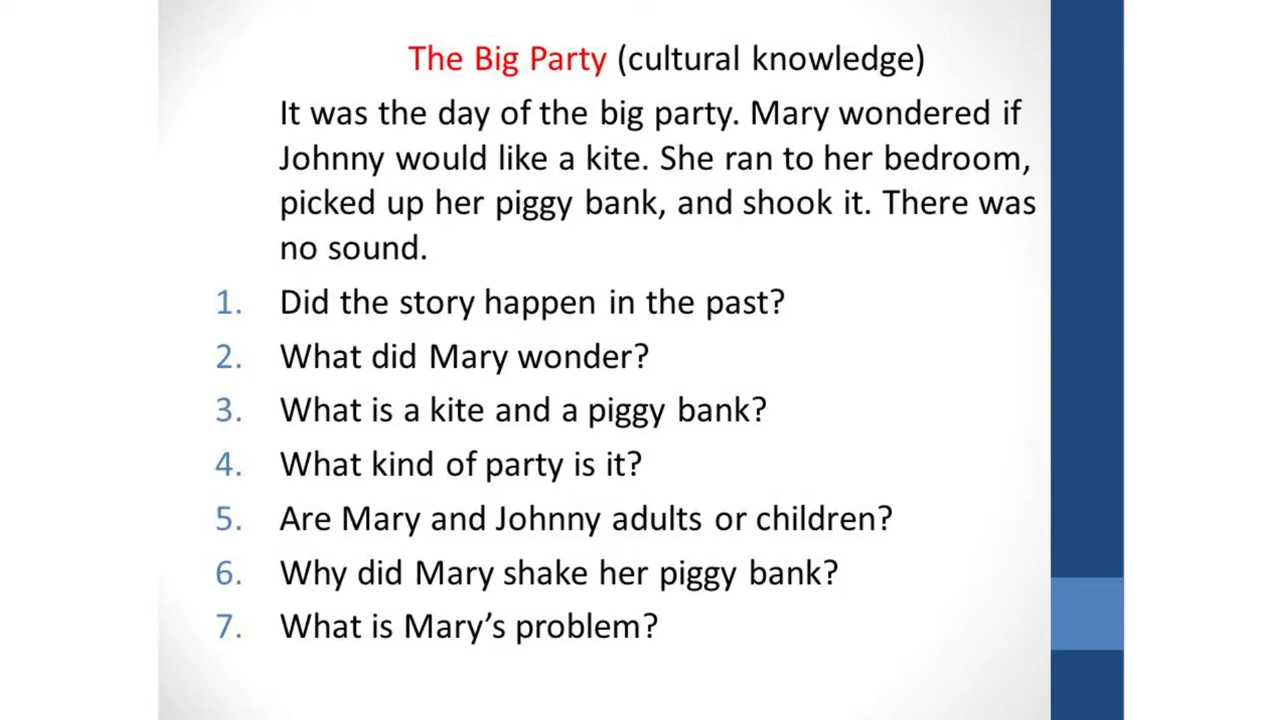 The Big Party (cultural knowledge)
It was the day of the big party. Mary wondered if
Johnny would like a kite. She ran to her bedroom,
picked up her piggy bank, and shook it. There was
no sound.
1. Did the story happen in the past?
2. What did Mary wonder?
3. What is a kite and a piggy bank?
4. What kind of party is it?
5. Are Mary and Johnny adults or children?
6. Why did Mary shake her piggy bank?
7. What is Mary’s problem?